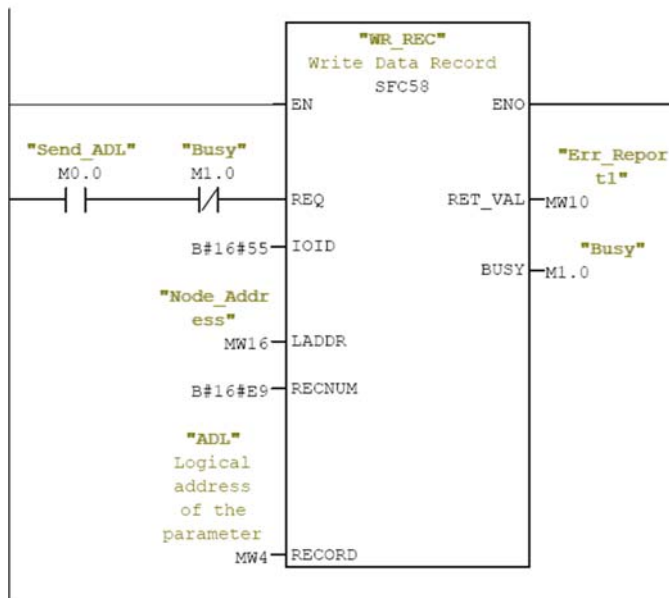 "WR_REC"
Write Data Record
SFC58
EN
ENO
"Send_ADL"
M0.0
"Busy"
M1.0
REQ
"Err_Repor
t1"
RET_VAL
MW10
B#16#55
IOID
"Busy"
BUSY
M1.0
"Node_Addr
ess"
MW16
LADDR
B#16#E9
RECNUM
"ADL"
Logical
address
of the
parameter
MW4
RECORD